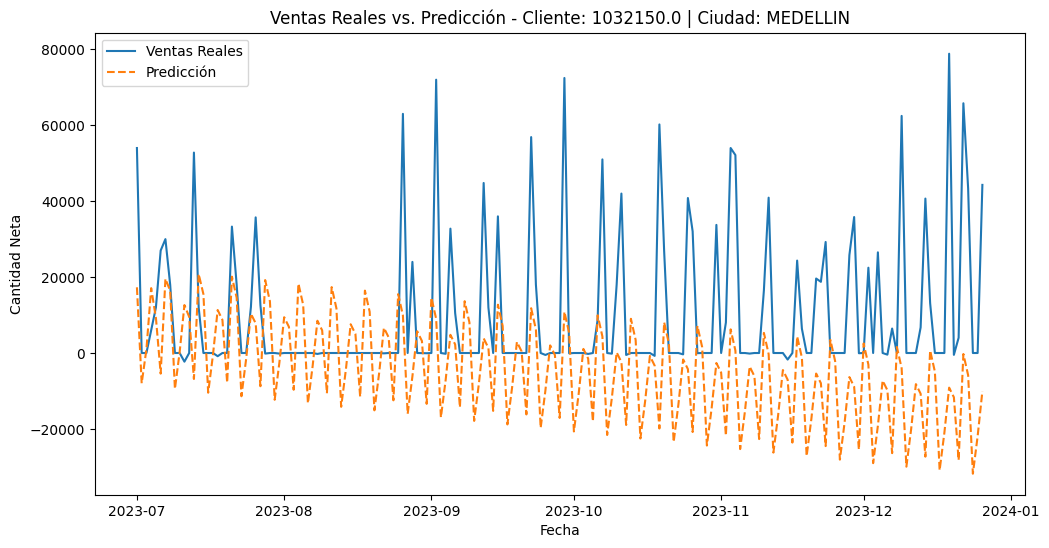 Ventas Reales vs. Predicción - Cliente: 1032150.0 | Ciudad: MEDELLIN
Ventas Reales
Predicción
Cantidad Neta
80000
60000
40000
20000
0
−20000
2023-07
2023-08
2023-09
2023-10
2023-11
2023-12
2024-01
Fecha